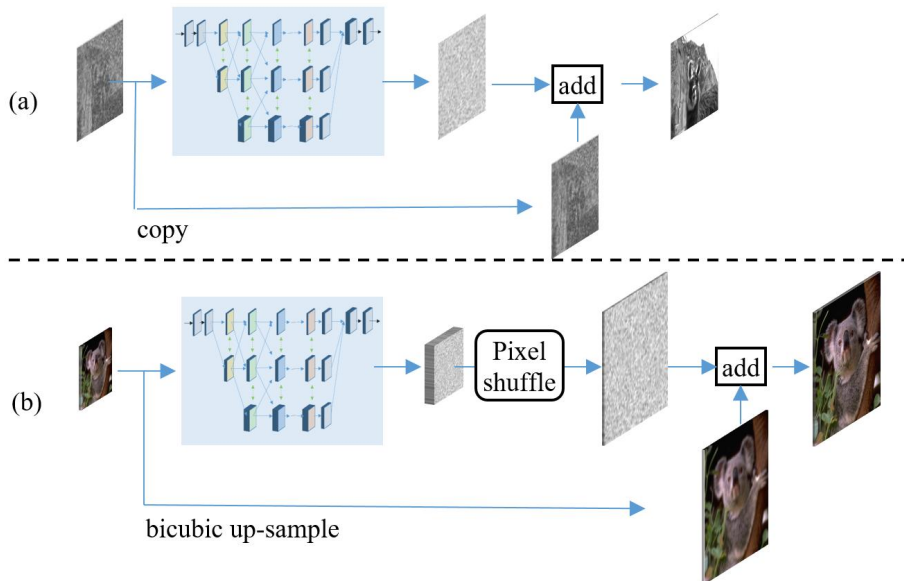 (a)
add
copy
(b)
Pixel
shuffle
add
bicubic up-sample